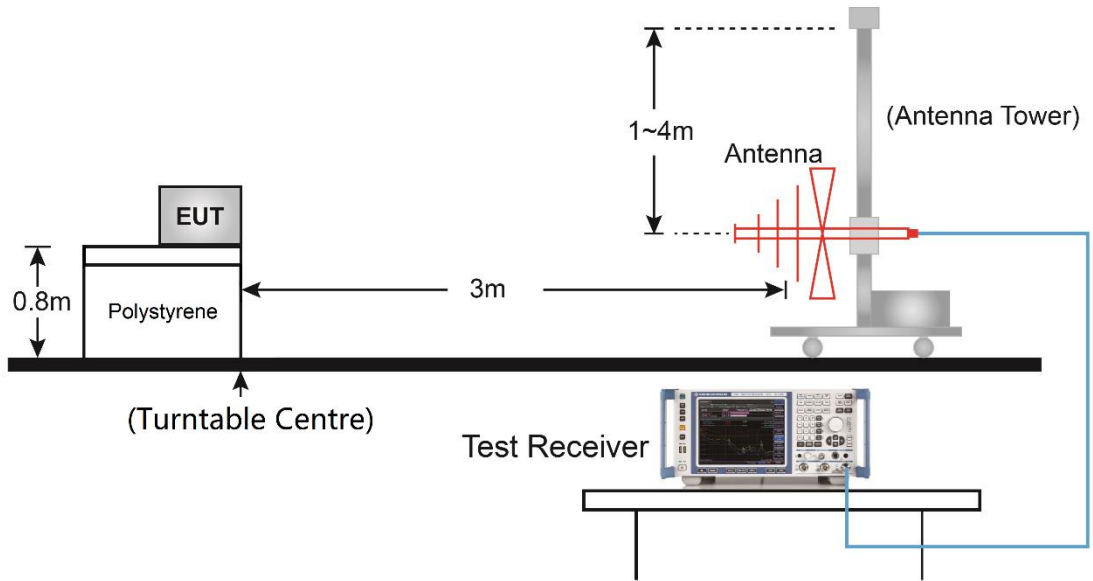 1~4m
(Antenna Tower)
Antenna
EUT
0.8m
Polystyrene
3m
(Turntable Centre)
Test Receiver